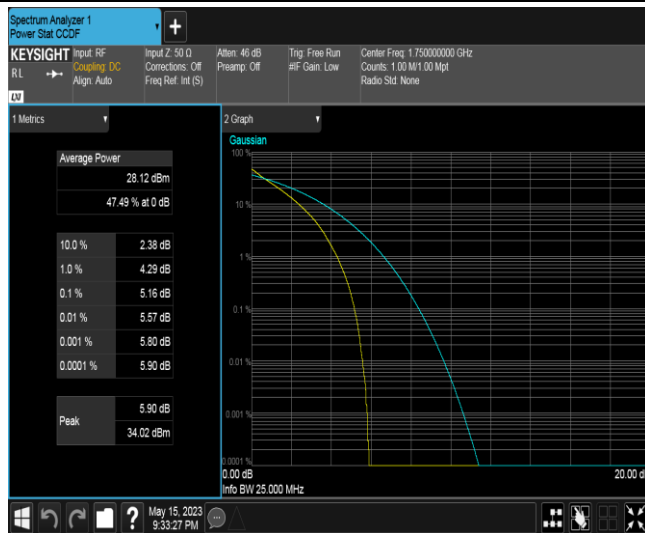 Spectrum Analyzer 1
Power Stat CCDF
+
KEYSIGHT
RL
Input: RF
Coupling: DC
Align: Auto
Input Z: 50 Ω
Corrections: Off
Freq Ref: Int (S)
Atten: 46 dB
Preamp: Off
Trig: Free Run
#IF Gain: Low
Center Freq: 1.750000000 GHz
Counts: 1.00 M/1.00 Mpt
Radio Std: None
1 Metrics
Average Power
28.12 dBm
47.49 % at 0 dB
10.0 % 2.38 dB
1.0 % 4.29 dB
0.1 % 5.16 dB
0.01 % 5.57 dB
0.001 % 5.80 dB
0.0001 % 5.90 dB
Peak
5.90 dB
34.02 dBm
2 Graph
Gaussian
100 %
10 %
1 %
0.1 %
0.01 %
0.001 %
0.0001 %
0.00 dB
20.00 d
Info BW 25.000 MHz
?
May 15, 2023
9:33:27 PM